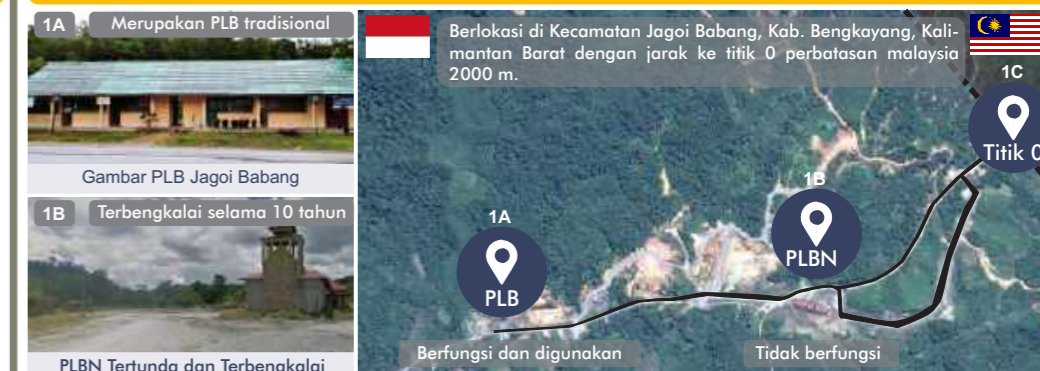 1A
Merupakan PLB tradisional
Gambar PLB Jagoi Babang
1B
Terbengkalai selama 10 tahun
PLBN Tertunda dan Terbengkalai
Berlokasi di Kecamatan Jagoi Babang, Kab. Bengkayang, Kali-
mantan Barat dengan jarak ke titik 0 perbatasan malaysia
2000 m.
1C
Titik 0
1B
PLBN
1A
PLB
Berfungsi dan digunakan
Tidak berfungsi